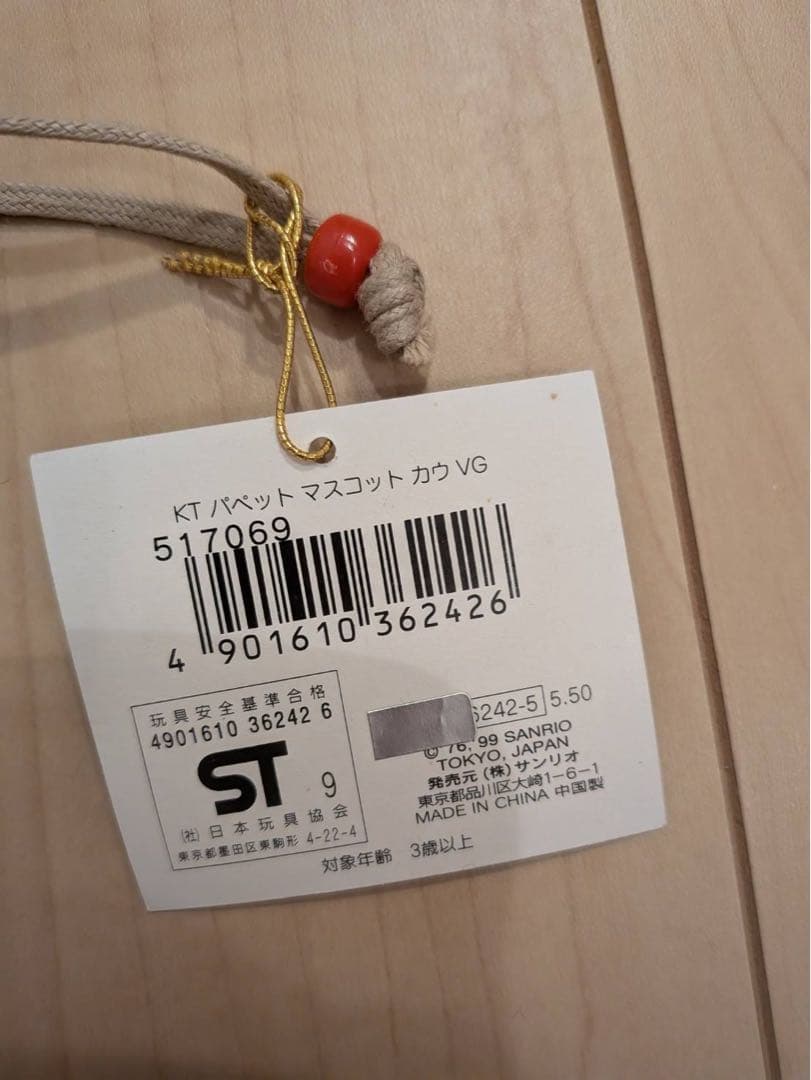 KT パペット マスコット カウ VG
517069
4 901610 362426
玩具安全基準合格
4901610 36242 6
ST 9
(社)日本玩具協会
東京都墨田区東駒形 4-22-4
6242-5 5.50
© '76, '99 SANRIO
TOKYO, JAPAN
発売元 (株) サンリオ
東京都品川区大崎1-6-1
MADE IN CHINA 中国製
対象年齢 3歳以上